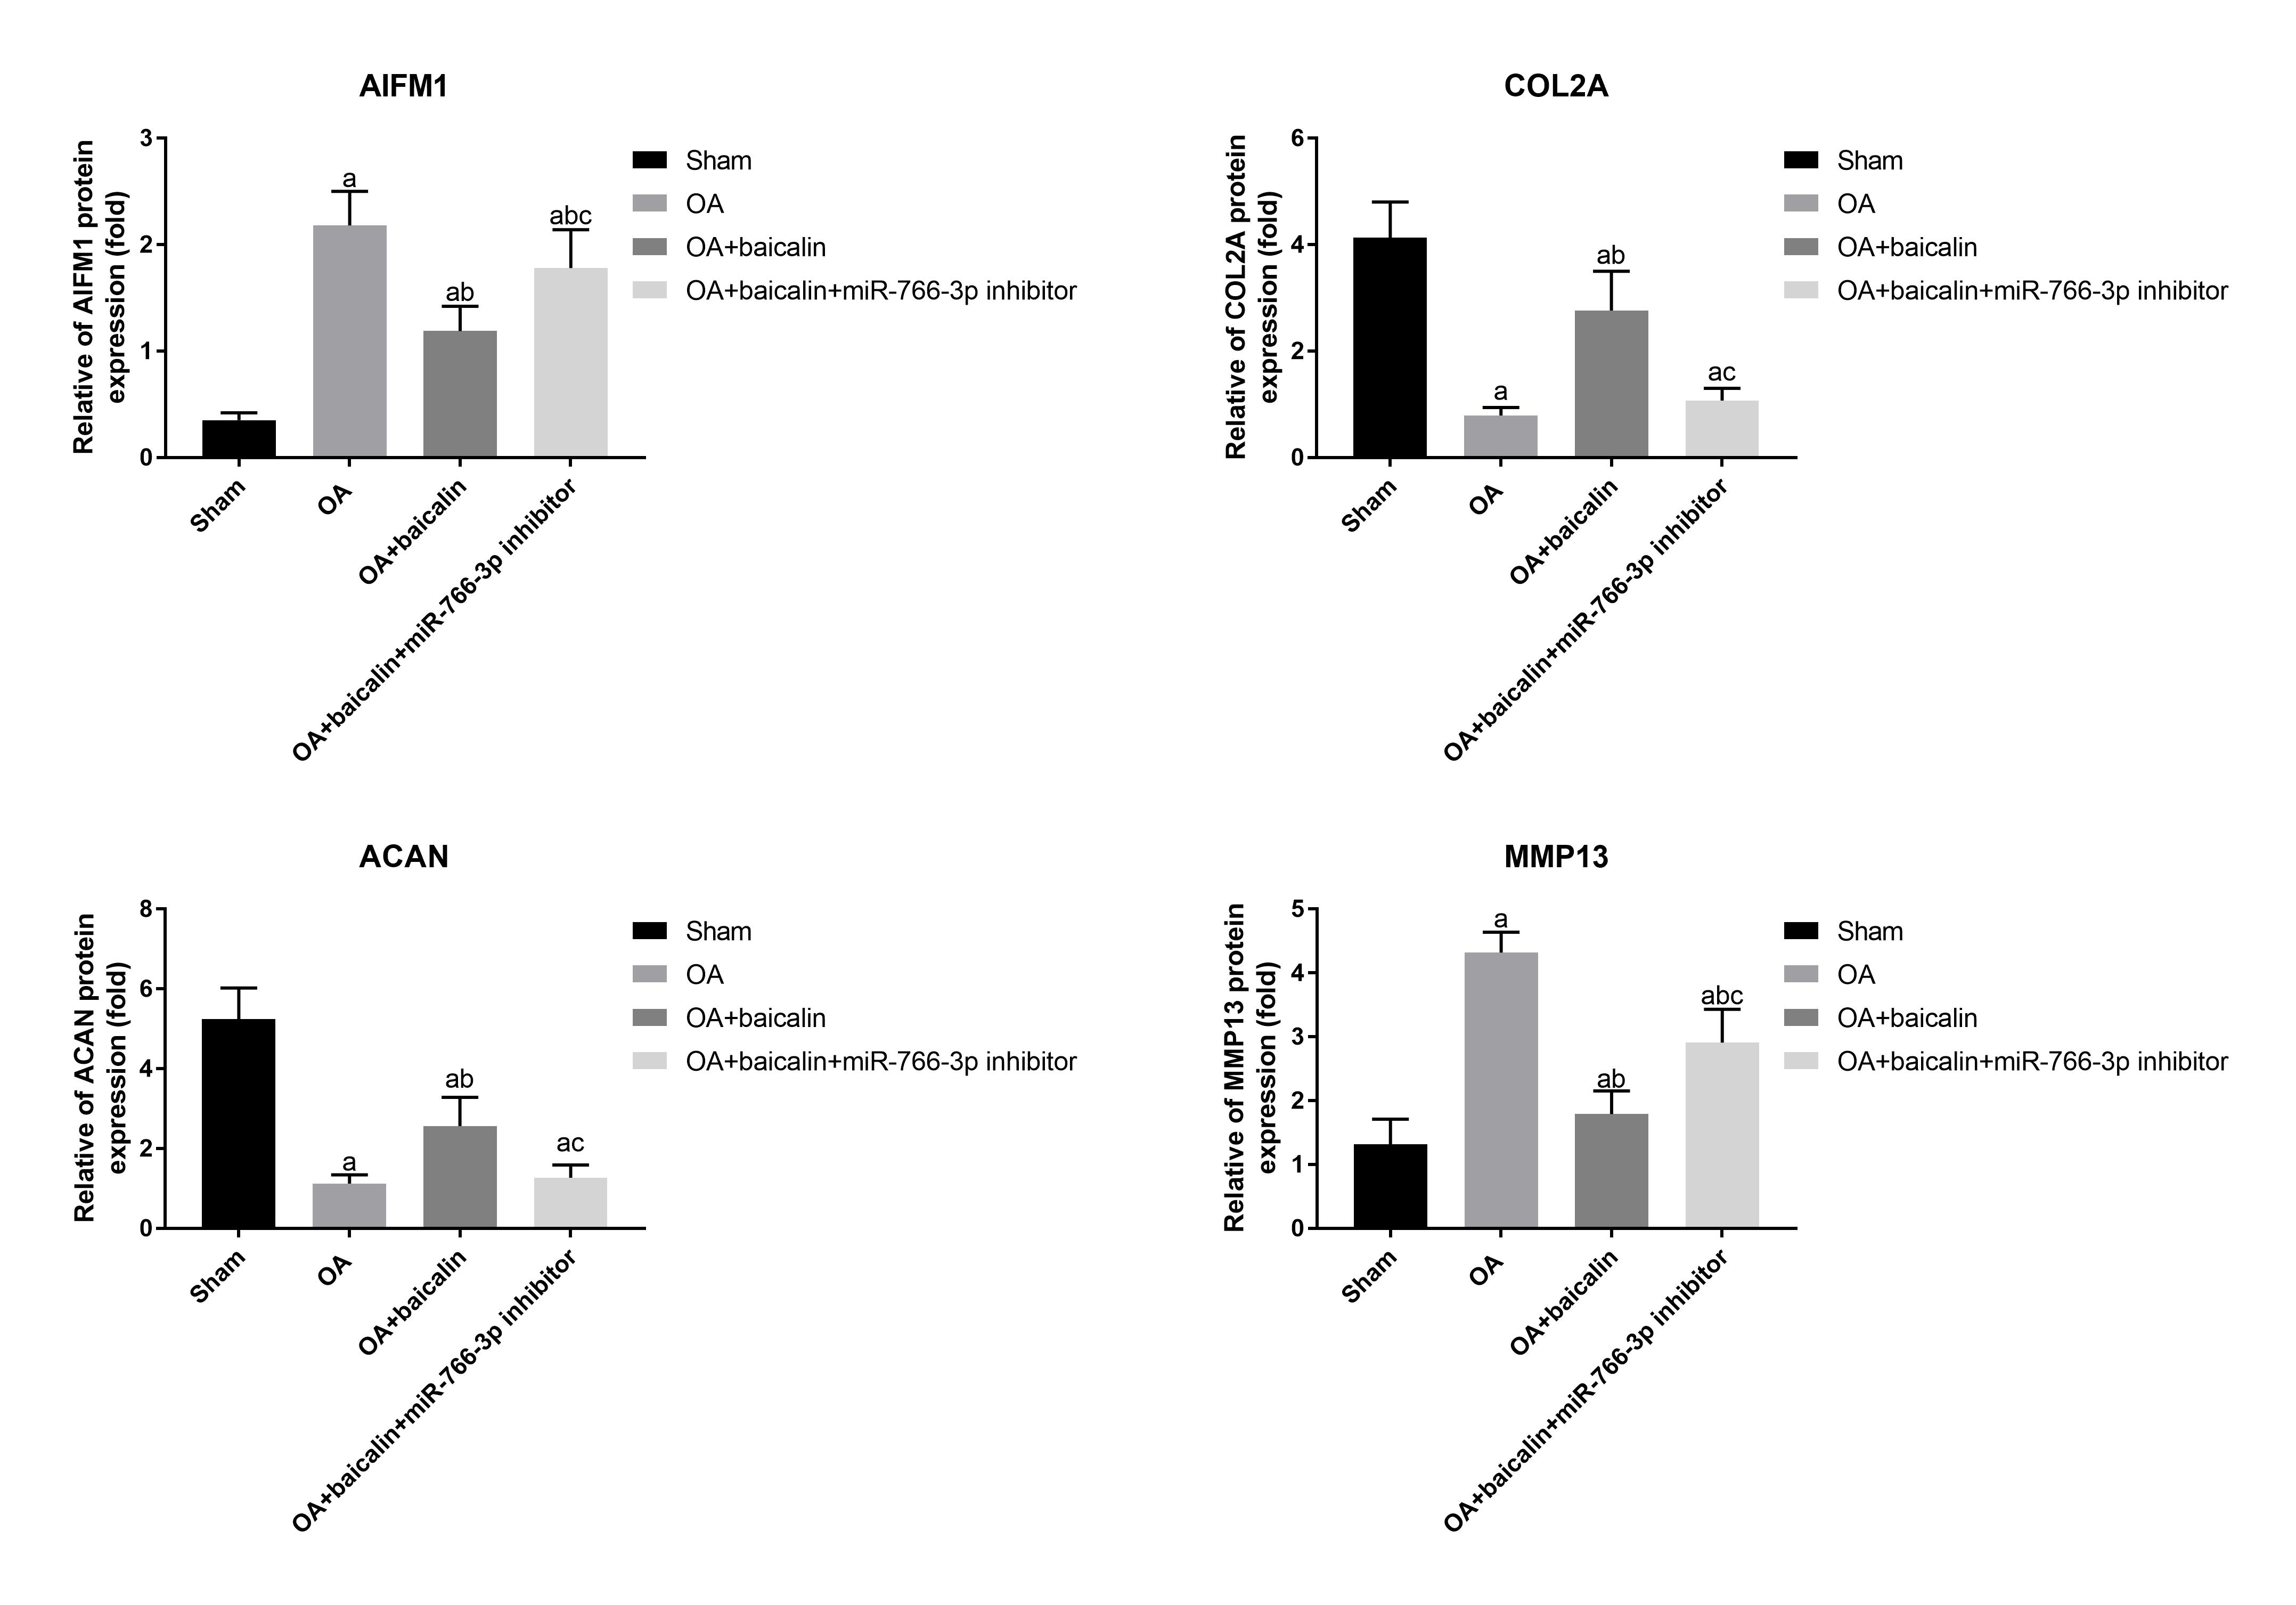 AIFM1
Relative of AIFM1 protein
expression (fold)
3
2
1
0
a
ab
abc
Sham
OA
OA+baicalin
OA+baicalin+miR-766-3p inhibitor
Sham
OA
OA+baicalin
OA+baicalin+miR-766-3p inhibitor
COL2A
Relative of COL2A protein
expression (fold)
6
4
2
0
a
ab
ac
Sham
OA
OA+baicalin
OA+baicalin+miR-766-3p inhibitor
Sham
OA
OA+baicalin
OA+baicalin+miR-766-3p inhibitor
ACAN
Relative of ACAN protein
expression (fold)
8
6
4
2
0
a
ab
ac
Sham
OA
OA+baicalin
OA+baicalin+miR-766-3p inhibitor
Sham
OA
OA+baicalin
OA+baicalin+miR-766-3p inhibitor
MMP13
Relative of MMP13 protein
expression (fold)
5
4
3
2
1
0
a
ab
abc
Sham
OA
OA+baicalin
OA+baicalin+miR-766-3p inhibitor
Sham
OA
OA+baicalin
OA+baicalin+miR-766-3p inhibitor